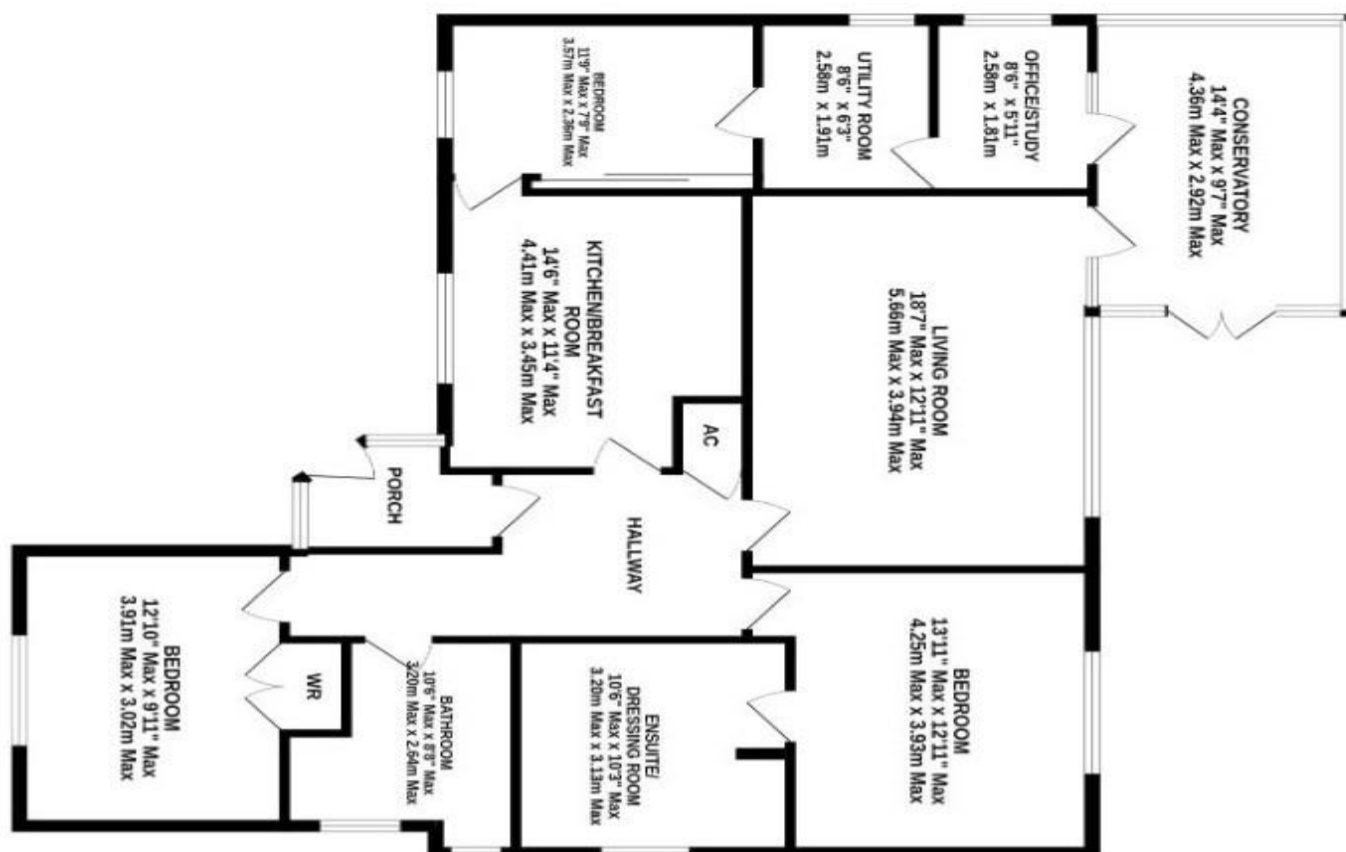 CONSERVATORY
14'4" Max x 9'7" Max
4.36m Max x 2.92m Max
OFFICE/STUDY
8'6" x 5'11"
2.58m x 1.81m
UTILITY ROOM
8'6" x 6'3"
2.58m x 1.91m
BEDROOM
11'9" Max x 7'9" Max
3.57m Max x 2.36m Max
LIVING ROOM
18'7" Max x 12'11" Max
5.66m Max x 3.94m Max
KITCHEN/BREAKFAST
ROOM
14'6" Max x 11'4" Max
4.41m Max x 3.45m Max
AC
PORCH
HALLWAY
BEDROOM
13'11" Max x 12'11" Max
4.25m Max x 3.93m Max
ENSUITE/
DRESSING ROOM
10'6" Max x 10'3" Max
3.20m Max x 3.13m Max
BATHROOM
10'6" Max x 8'8" Max
3.20m Max x 2.64m Max
WR
BEDROOM
12'10" Max x 9'11" Max
3.91m Max x 3.02m Max